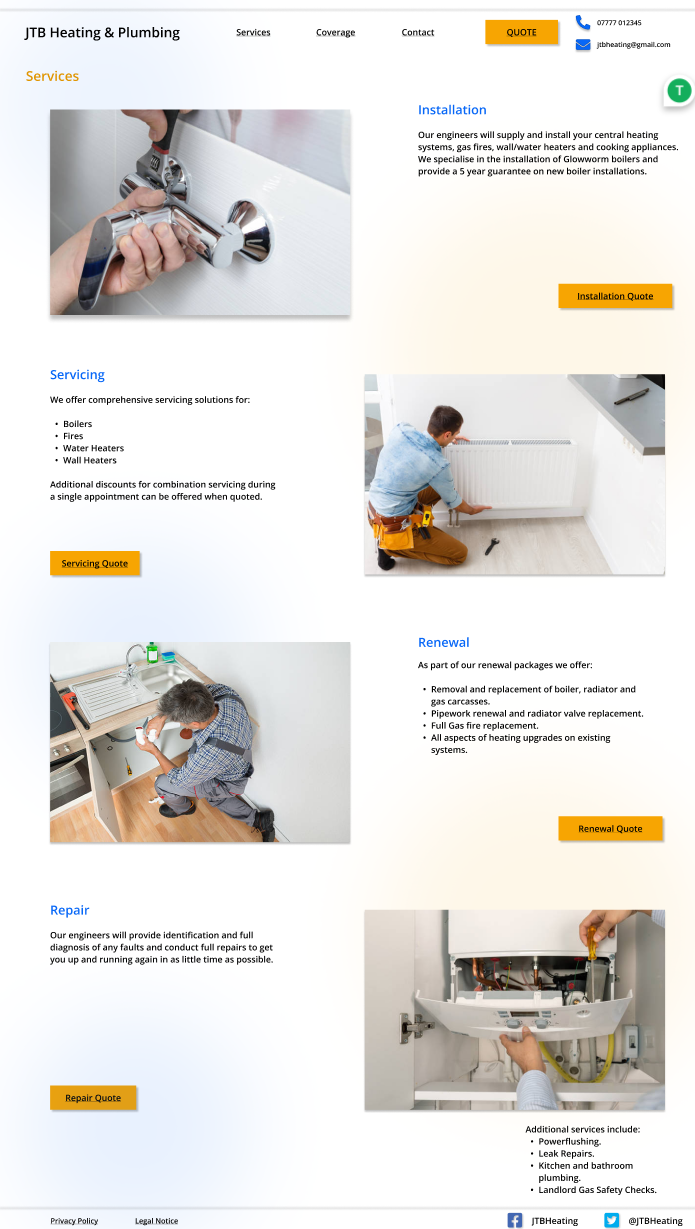 JTB Heating & Plumbing
Services
Coverage
Contact
QUOTE
07777 012345
jtbheating@gmail.com
Services
T
Installation
Our engineers will supply and install your central heating
systems, gas fires, wall/water heaters and cooking appliances.
We specialise in the installation of Glowworm boilers and
provide a 5 year guarantee on new boiler installations.
Installation Quote
Servicing
We offer comprehensive servicing solutions for:
• Boilers
• Fires
• Water Heaters
• Wall Heaters
Additional discounts for combination servicing during
a single appointment can be offered when quoted.
Servicing Quote
Renewal
As part of our renewal packages we offer:
• Removal and replacement of boiler, radiator and
gas carcasses.
• Pipework renewal and radiator valve replacement.
• Full Gas fire replacement.
• All aspects of heating upgrades on existing
systems.
Renewal Quote
Repair
Our engineers will provide identification and full
diagnosis of any faults and conduct full repairs to get
you up and running again in as little time as possible.
Repair Quote
Additional services include:
• Powerflushing.
• Leak Repairs.
• Kitchen and bathroom
plumbing.
• Landlord Gas Safety Checks.
Privacy Policy
Legal Notice
JTBHeating
@JTBHeating